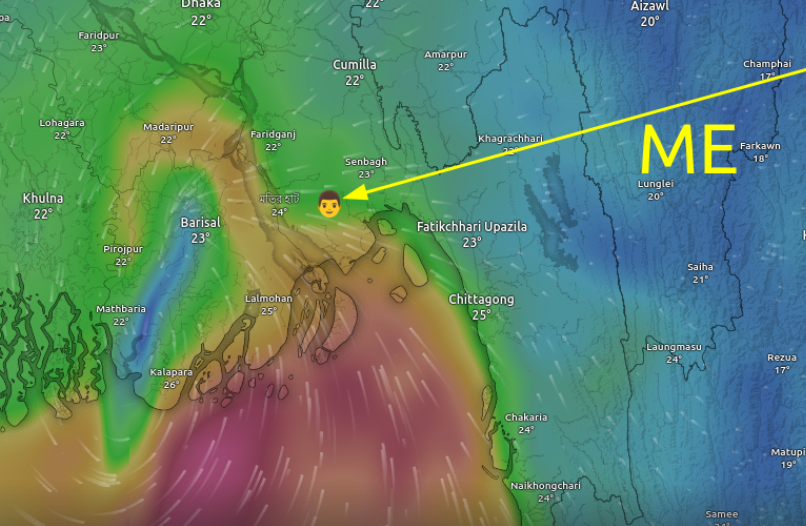 Dhaka
22°
22°
Aizawl
20°
Faridpur
23°
Cumilla
22°
Amarpur
22°
Champhai
17°
Lohagara
22°
Madaripur
22°
Faridganj
22°
Khagrachhari
22°
ME
Farkawn
18°
Senbagh
23°
Khulna
22°
24°
Lunglei
20°
Barisal
23°
Fatikchhari Upazila
23°
Pirojpur
22°
Saiha
21°
Mathbaria
22°
Lalmohan
25°
Chittagong
25°
Laungmasu
24°
Rezua
17°
Kalapara
26°
Chakaria
24°
Matupi
19°
Naikhongchari
24°
Samee
24°